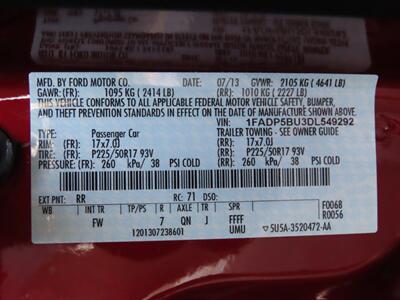 MFD. BY FORD MOTOR CO. 07/13 GVWR: 2105 KG ( 4641 LB)
GAWR: (FR): 1095 KG ( 2414 LB) (RR): 1010 KG ( 2227 LB)
THIS VEHICLE CONFORMS TO ALL APPLICABLE FEDERAL MOTOR VEHICLE SAFETY, BUMPER,
AND THEFT PREVENTION STANDARDS IN EFFECT ON THE DATE OF MANUFACTURE SHOWN ABOVE.
VIN: 1FADP5BU3DL549292
TYPE: Passenger Car TRAILER TOWING - SEE OWNER GUIDE
RIM: (FR): 17x7.0J (RR): 17x7.0J
TIRE: (FR): P225/50R17 93V (RR): P225/50R17 93V
PRESSURE: (FR): 260 kPa/ 38 PSI COLD (RR): 260 kPa/ 38 PSI COLD
EXT PNT: RR RC: 71 F0068
WB INT TR TP/PS R AXLE TR SPR R0056
FW 7 QN J FFFF
1201307238601 UMU 5U5A-3520472-AA